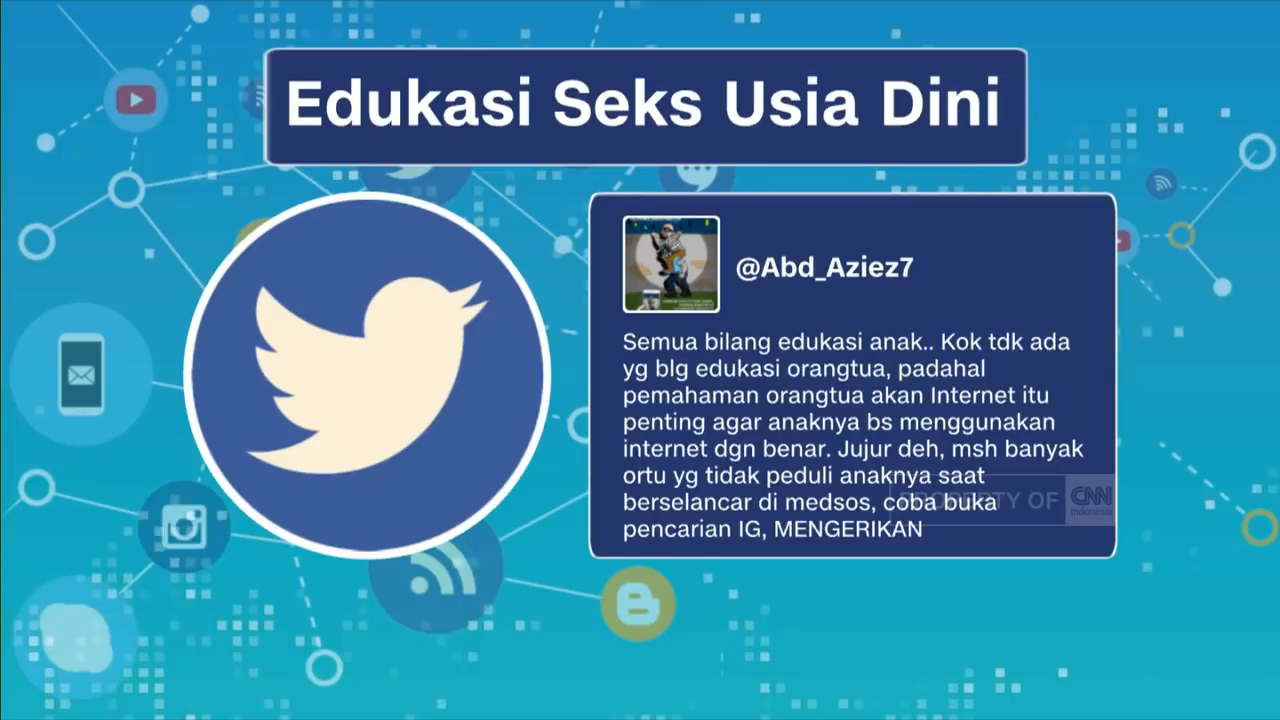 Edukasi Seks Usia Dini
@Abd_Aziez7
Semua bilang edukasi anak.. Kok tdk ada
yg blg edukasi orangtua, padahal
pemahaman orangtua akan Internet itu
penting agar anaknya bs menggunakan
internet dgn benar. Jujur deh, msh banyak
ortu yg tidak peduli anaknya saat
berselancar di medsos, coba buka
pencarian IG, MENGERIKAN
PROPERTY OF
CNN
Indonesia